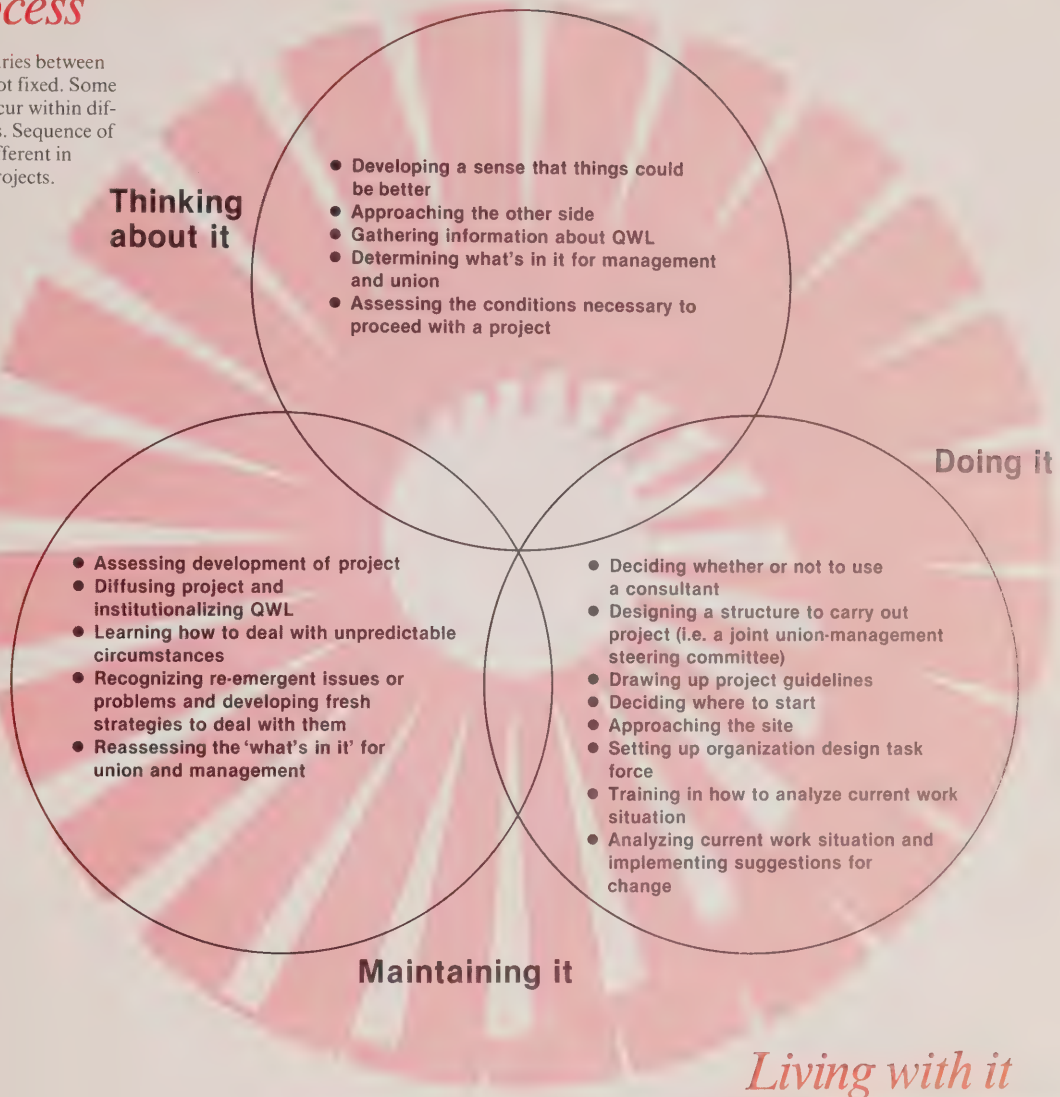 ries between
ot fixed. Some
cur within dif-
s. Sequence of
fferent in
rojects.
Thinking
about it
● Developing a sense that things could
be better
● Approaching the other side
● Gathering information about QWL
● Determining what's in it for management
and union
● Assessing the conditions necessary to
proceed with a project
Doing it
● Assessing development of project
● Diffusing project and
institutionalizing QWL
● Learning how to deal with unpredictable
circumstances
● Recognizing re-emergent issues or
problems and developing fresh
strategies to deal with them
● Reassessing the 'what's in it' for
union and management
● Deciding whether or not to use
a consultant
● Designing a structure to carry out
project (i.e. a joint union-management
steering committee)
● Drawing up project guidelines
● Deciding where to start
● Approaching the site
● Setting up organization design task
force
● Training in how to analyze current work
situation
● Analyzing current work situation and
implementing suggestions for
change
Maintaining it
Living with it